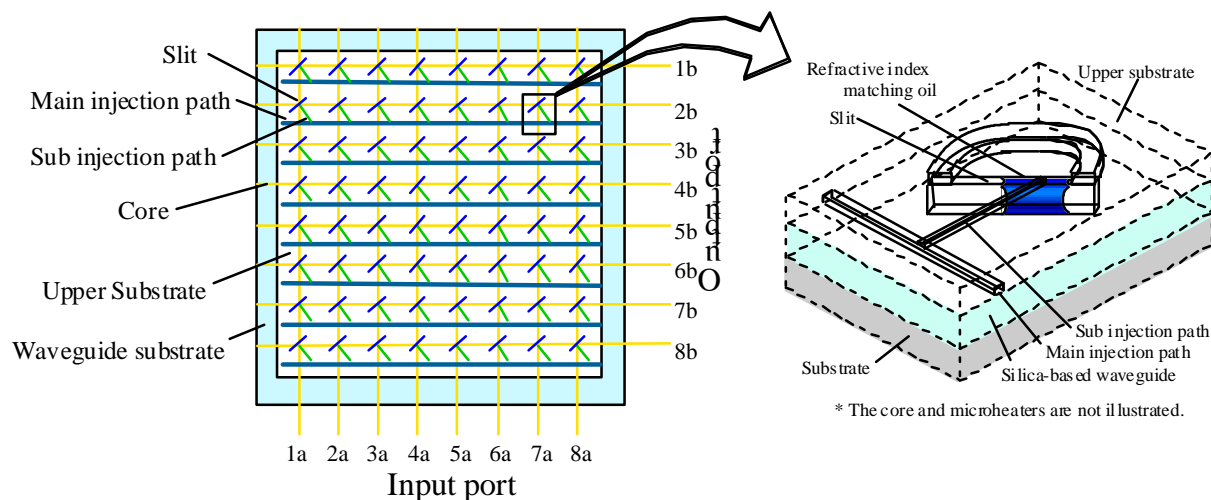 Slit
Main injection path
Sub injection path
Core
Upper Substrate
Waveguide substrate
1b
2b
3b
4b
5b
6b
7b
8b
Output port
1a 2a 3a 4a 5a 6a 7a 8a
Input port
Refractive index
matching oil
Slit
Upper substrate
Sub injection path
Main injection path
Silica-based waveguide
Substrate
* The core and microheaters are not illustrated.